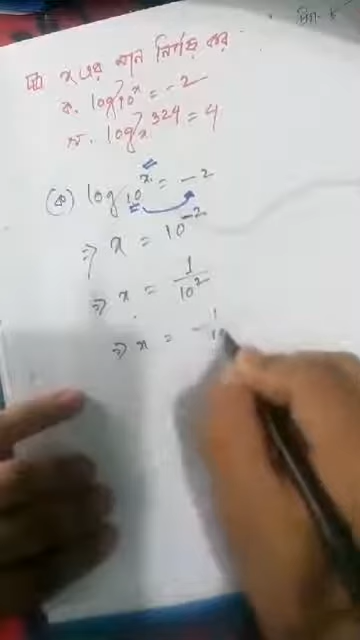 x এর মান নির্ণয় কর
ক. log₁₀x = -2
খ. logₓ324 = 4
(ক) log₁₀x = -2
⇒ x = 10⁻²
⇒ x = 1/10²
⇒ x =